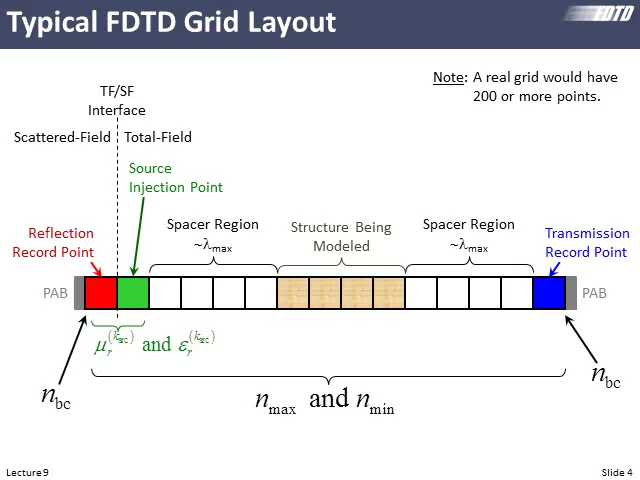 Typical FDTD Grid Layout
FDTD
Note: A real grid would have
200 or more points.
TF/SF
Interface
Scattered-Field
Total-Field
Source
Injection Point
Reflection
Record Point
Spacer Region
~λmax
Structure Being
Modeled
Spacer Region
~λmax
Transmission
Record Point
PAB
PAB
μr(ksrc) and εr(ksrc)
nbc
nmax and nmin
nbc
Lecture 9
Slide 4